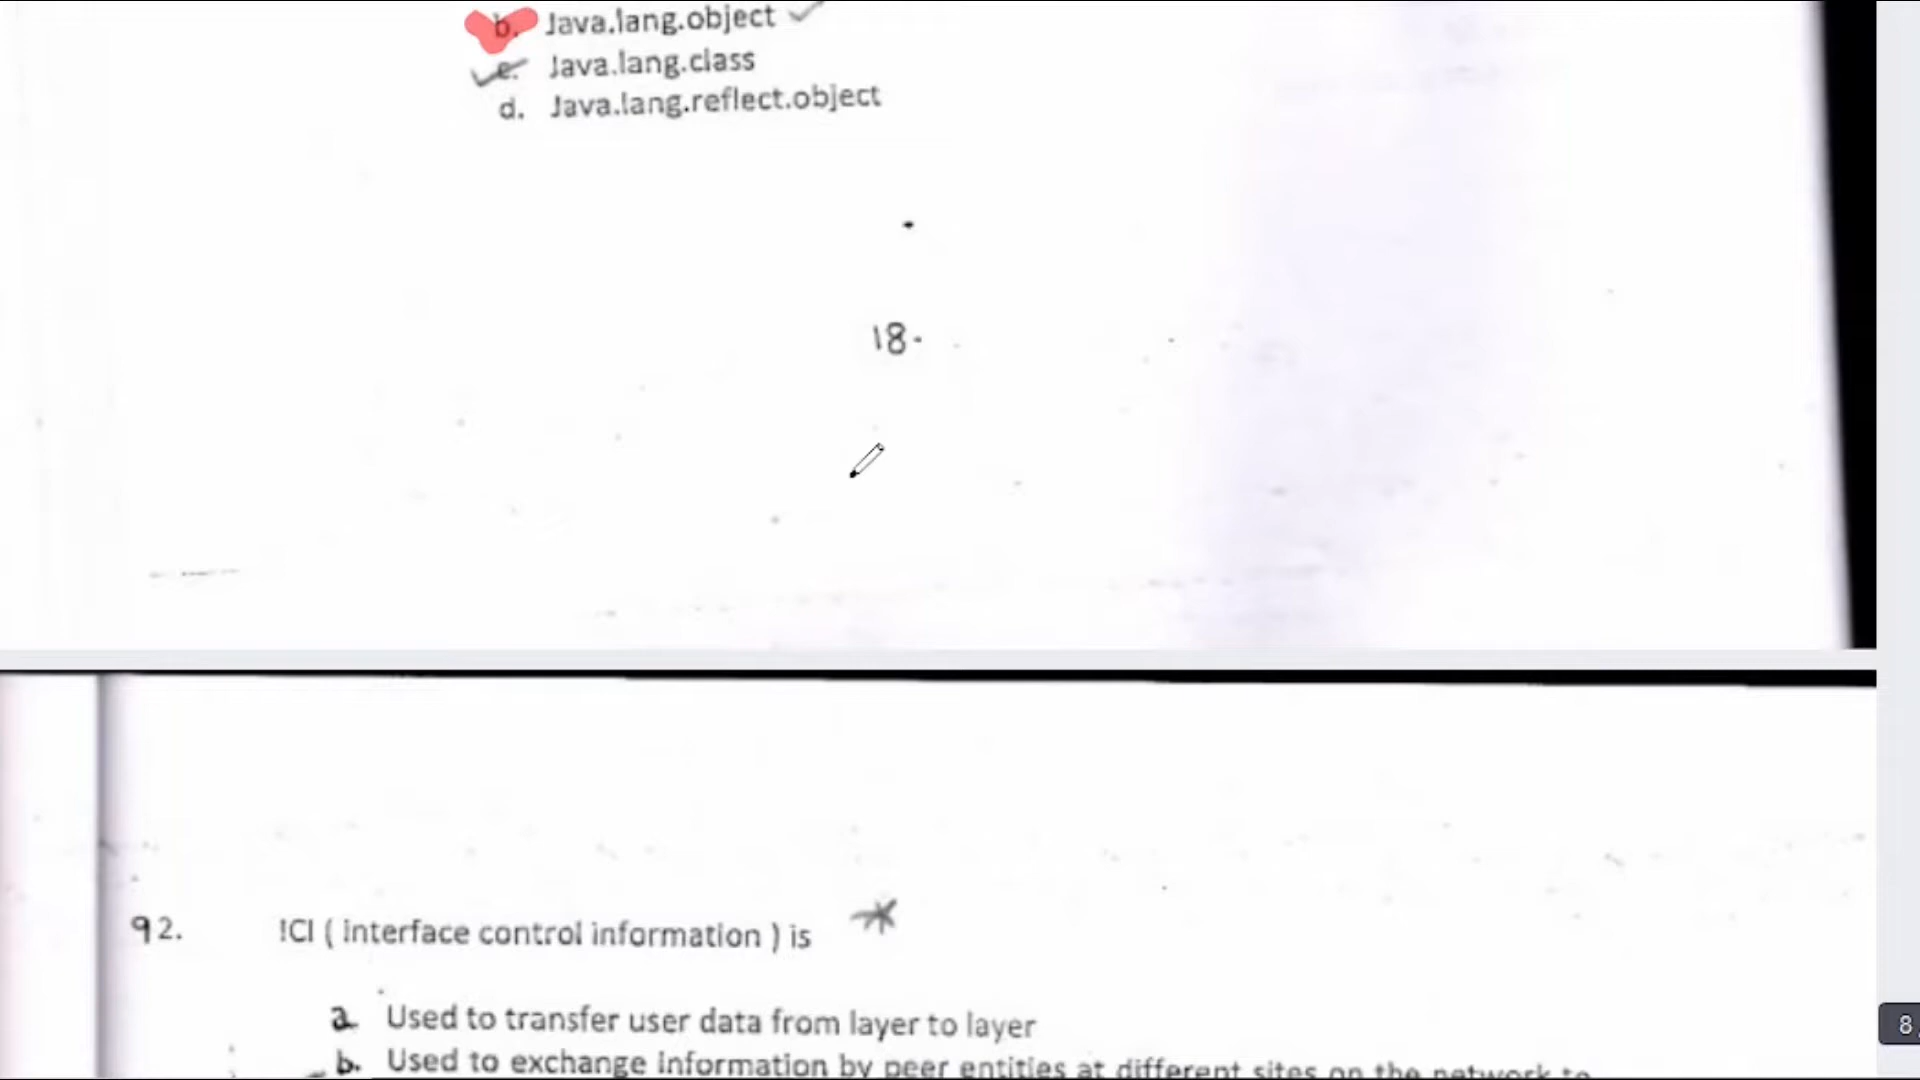 b. Java.lang.object
c. Java.lang.class
d. Java.lang.reflect.object
18.
92. ICI ( interface control information ) is
a Used to transfer user data from layer to layer
b. Used to exchange information by peer entities at different sites on the network to
8